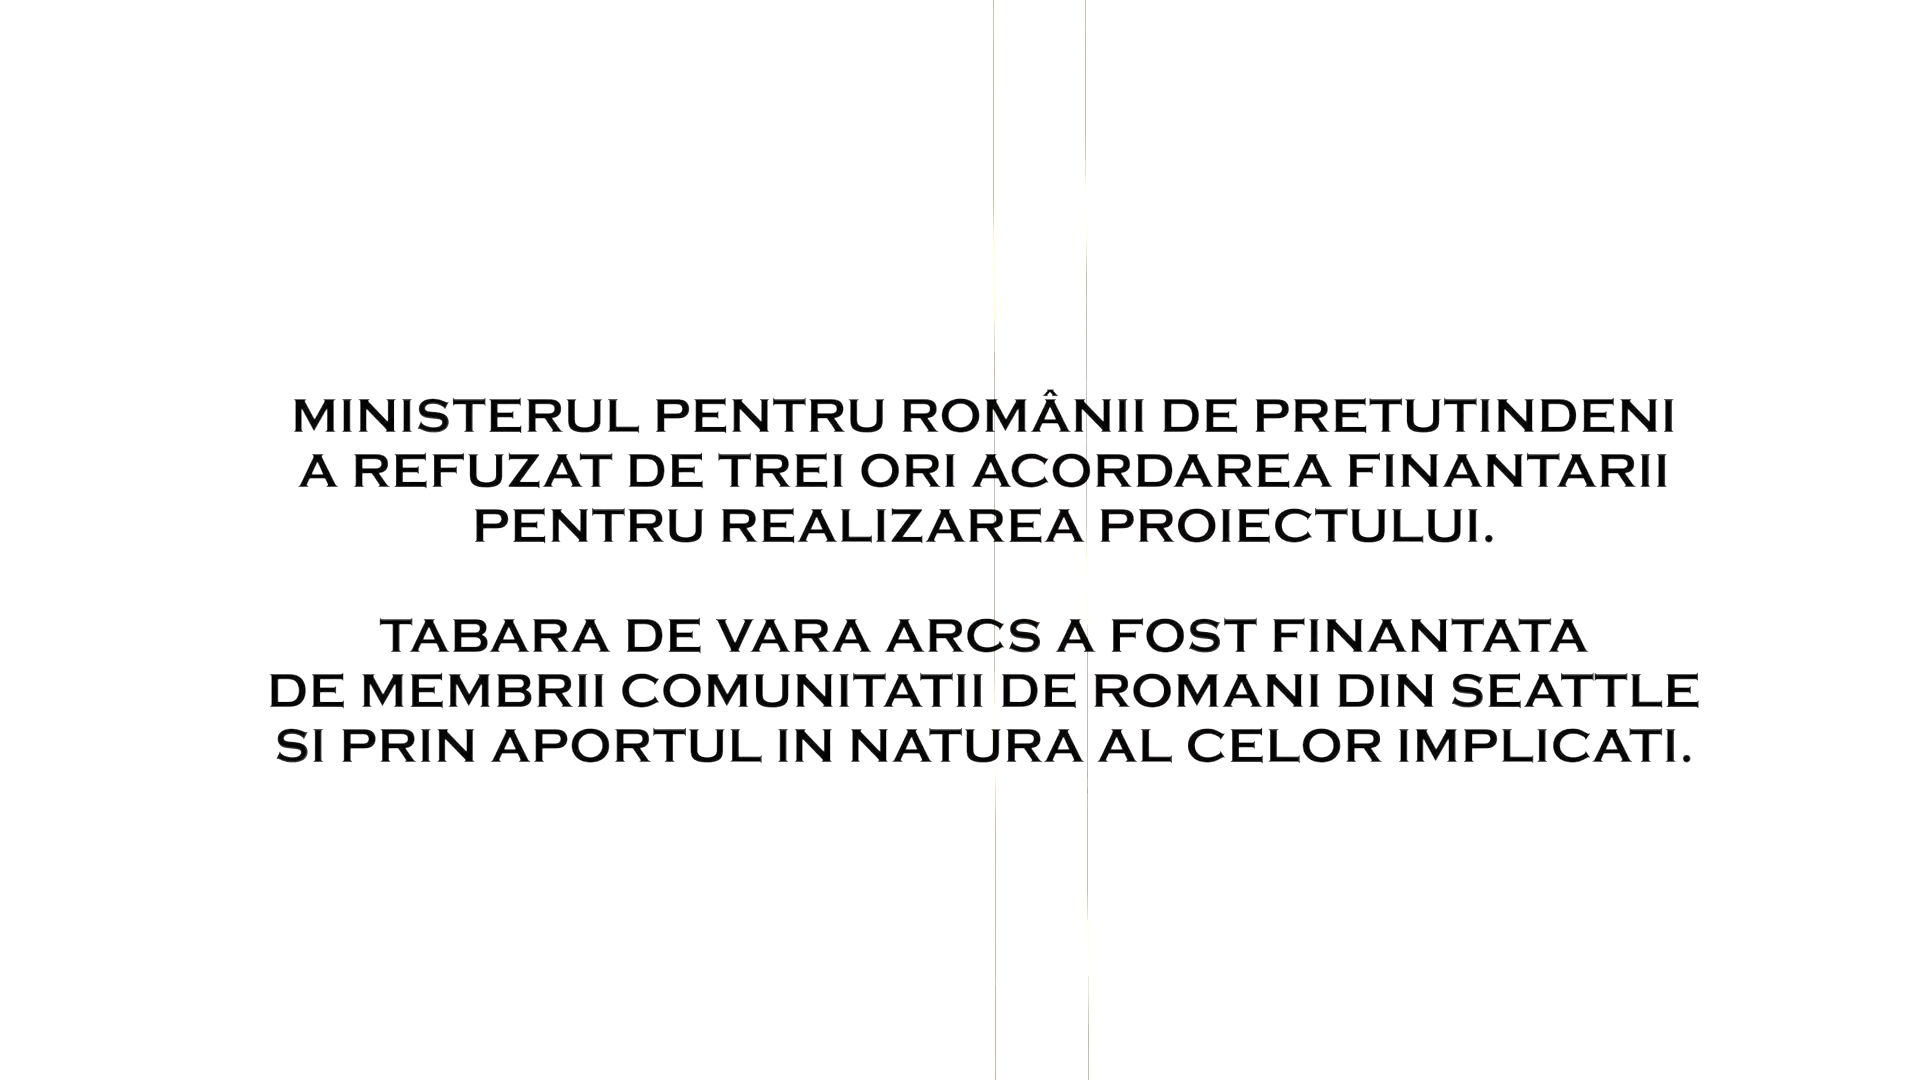 MINISTERUL PENTRU ROMÂNII DE PRETUTINDENI
A REFUZAT DE TREI ORI ACORDAREA FINANTARII
PENTRU REALIZAREA PROIECTULUI.
TABARA DE VARA ARCS A FOST FINANTATA
DE MEMBRII COMUNITATII DE ROMANI DIN SEATTLE
SI PRIN APORTUL IN NATURA AL CELOR IMPLICATI.